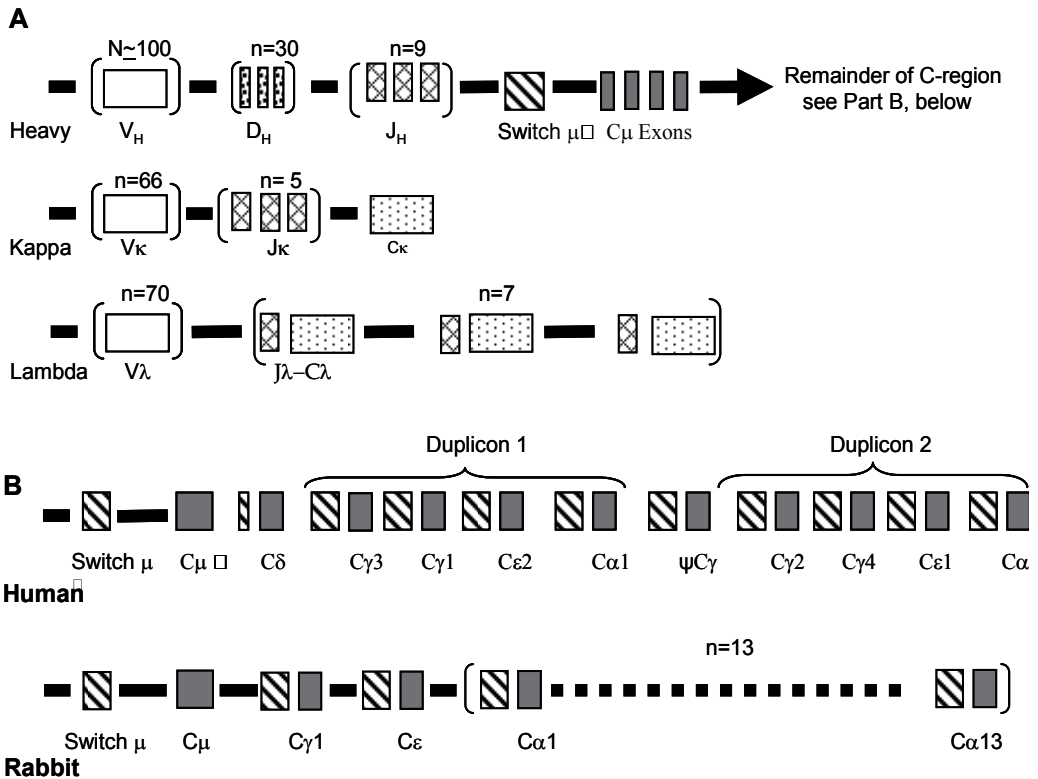 A
N~100 n=30 n=9
Remainder of C-region
see Part B, below
Heavy VH DH JH Switch μ□ Cμ Exons
n=66 n= 5
Kappa Vκ Jκ Cκ
n=70 n=7
Lambda Vλ Jλ–Cλ
Duplicon 1 Duplicon 2
B
Switch μ Cμ □ Cδ Cγ3 Cγ1 Cε2 Cα1 ψCγ Cγ2 Cγ4 Cε1 Cα
Human
n=13
Switch μ Cμ Cγ1 Cε Cα1 Cα13
Rabbit